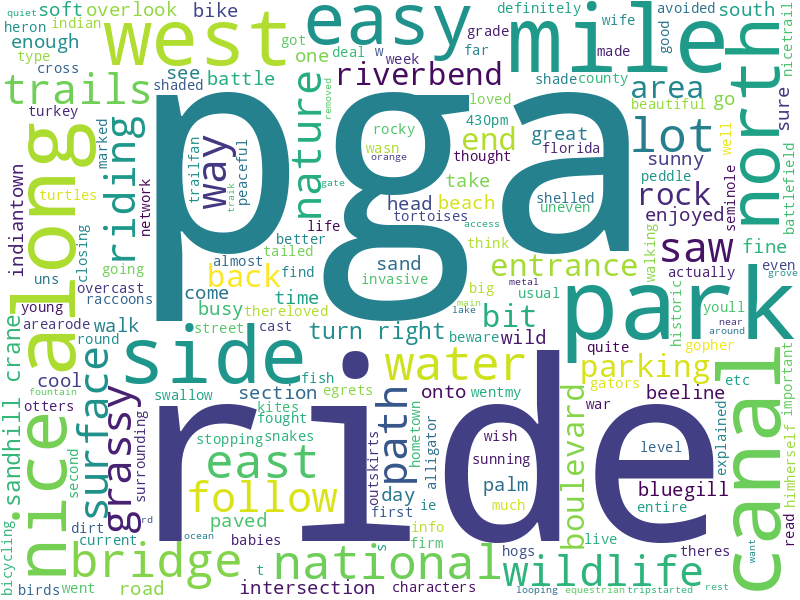 quiet
soft
overlook
bike
definitely
south
heron
indian
wife
avoided
enough
west
easy
mile
got
grade
far
made
good
nicetrail
type
one
deal
w
week
cross
see
battle
shaded
shade
county
trails
nature
riverbend
loved
removed
area
beautiful
go
sure
north
turkey
marked
riding
way
trailfan
peaceful
pga
rocky
430pm
great
florida
lot
well
wasn
end
orange
thought
sunny
battlefield
along
network
traik
gate
take
shelled
uneven
peddle
rock
seminole
indiantown
turtles
life
head
tortoises
beach
access
enjoyed
walking
saw
closing
better
tailed
think
going
almost
back
find
sand
invasive
entrance
actually
fine
even
uns
overcast
young
raccoons
come
time
big
usual
park
youll
historic
grove
arearode
busy
thereloved
main
metal
near
around
nice
sandhill crane
walk
street
cast
turn right
lake
bit
beware
wild
quite
gopher
canal
round
side
water
parking
gators
etc
important
cool
surface
grassy
fish
section
path
onto
wentmy
war
beeline
fountain
otters
swallow
egrets
kites
fought
hometown
boulevard
explained
himherself
second
surrounding
stopping
snakes
outskirts
alligator
ride
wish
level
east
sunning
follow
day
ie
palm
bluegill
bicycling
paved
first
much
entire
dirt
current
rd
ocean
s
info
firm
live
read
want
bridge
national
babies
hogs
theres
t
wildlife
birds
went
road
intersection
characters
looping
equestrian
tripstarted
rest